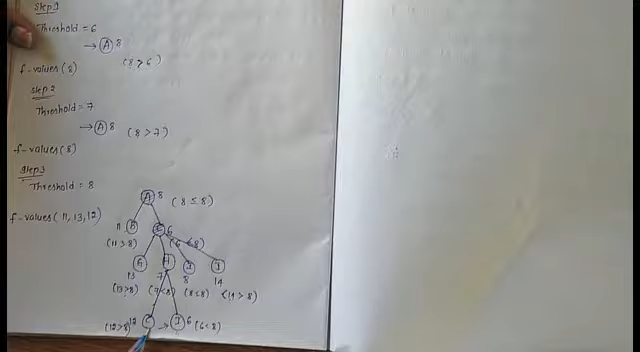 Step 1
Threshold = 6
→ A 8
(8 > 6)
f-values (8)
Step 2
Threshold = 7
→ A 8 (8 > 7)
f-values (8)
Step 3
Threshold = 8
A 8 (8 ≤ 8)
f-values (11, 13, 12)
11 B 6
(11 > 8) (6 ≤ 8)
G H I J
13 7 8 14
(13 > 8) (7 < 8) (8 ≤ 8) (14 > 8)
(12 > 8) 12 → I 6 (6 < 8)